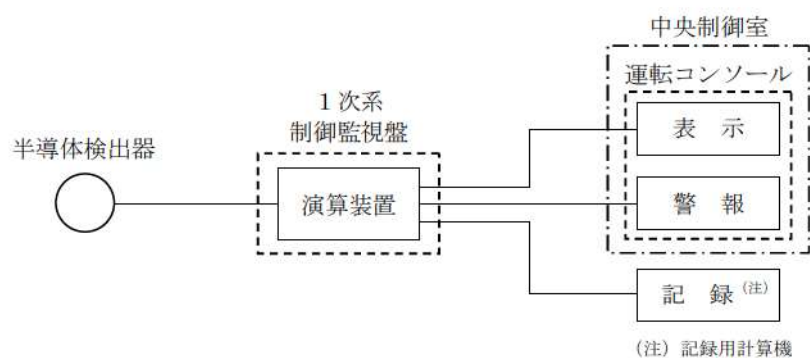 中央制御室
運転コンソール
1次系
制御監視盤
半導体検出器
演算装置
表 示
警 報
記 録 (注)
(注) 記録用計算機